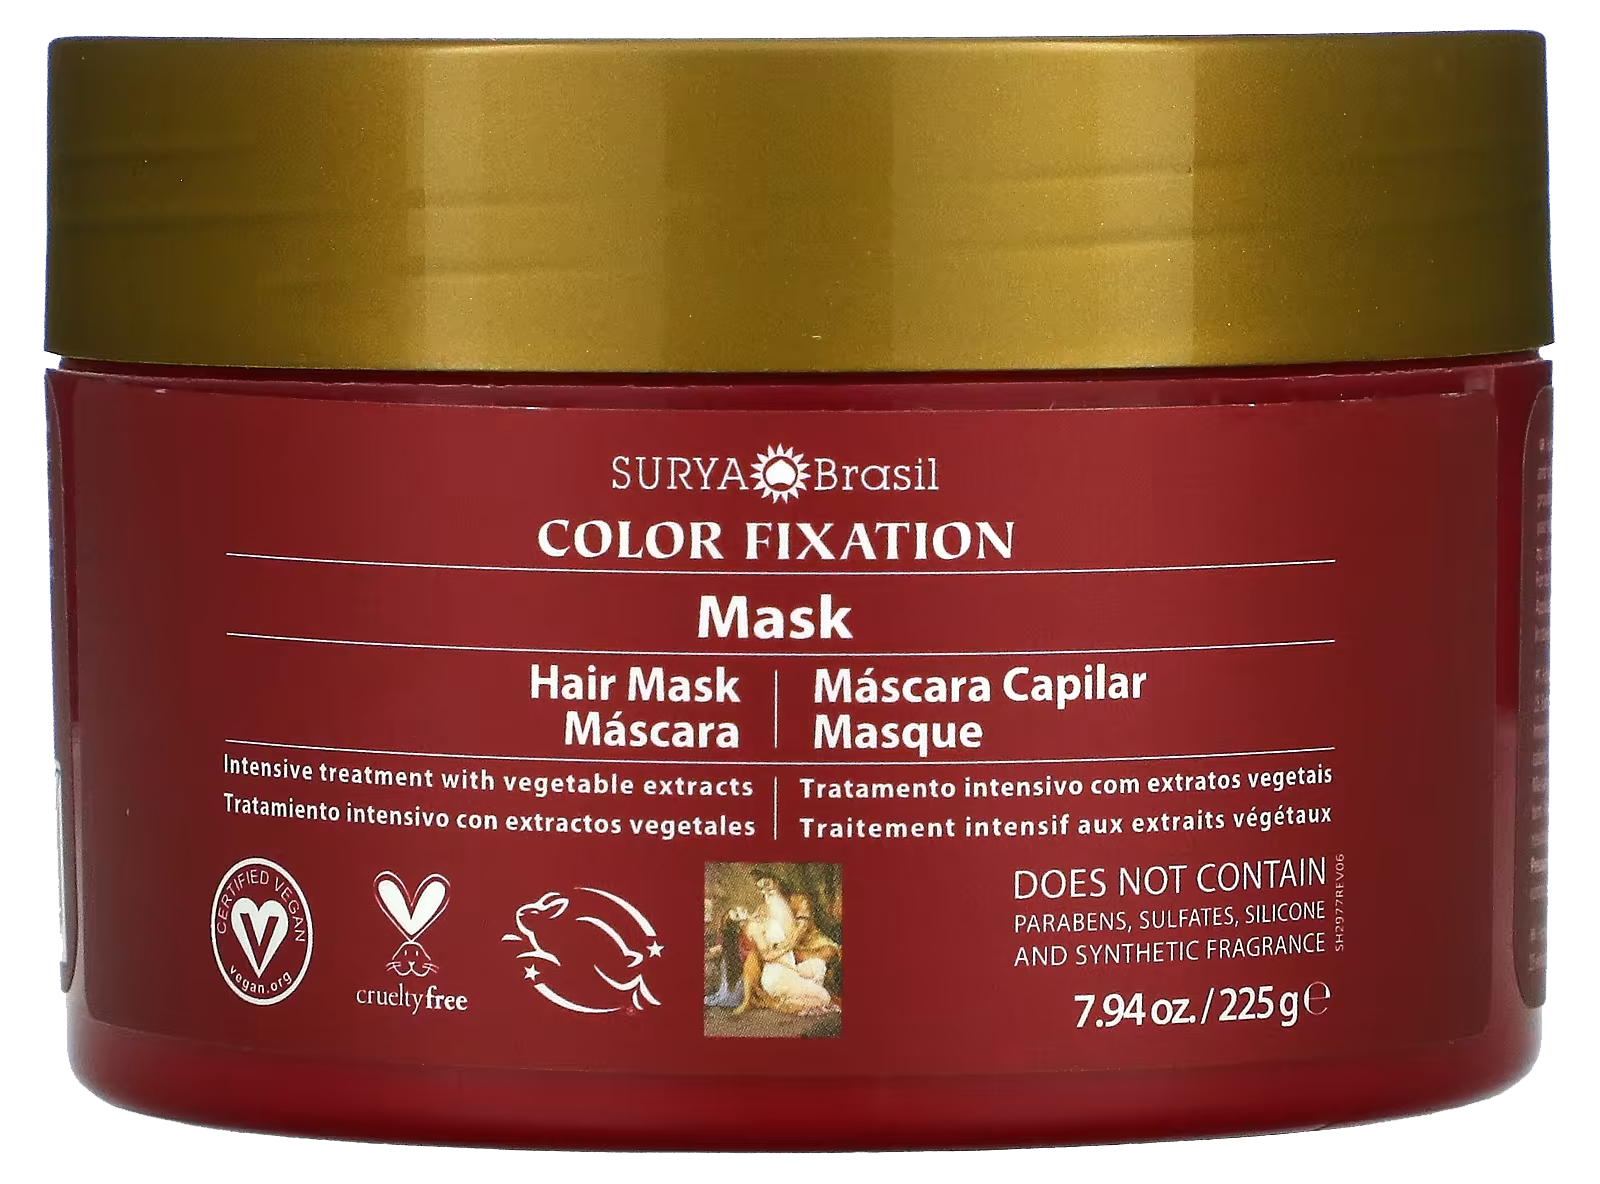 SURYA Brasil
COLOR FIXATION
Mask
Hair Mask
Máscara
Máscara Capilar
Masque
Intensive treatment with vegetable extracts
Tratamiento intensivo con extractos vegetales
Tratamento intensivo com extratos vegetais
Traitement intensif aux extraits végétaux
CERTIFIED VEGAN
vegan.org
crueltyfree
DOES NOT CONTAIN
PARABENS, SULFATES, SILICONE
AND SYNTHETIC FRAGRANCE
SH2977REV06
7.94 oz. / 225 g ℮